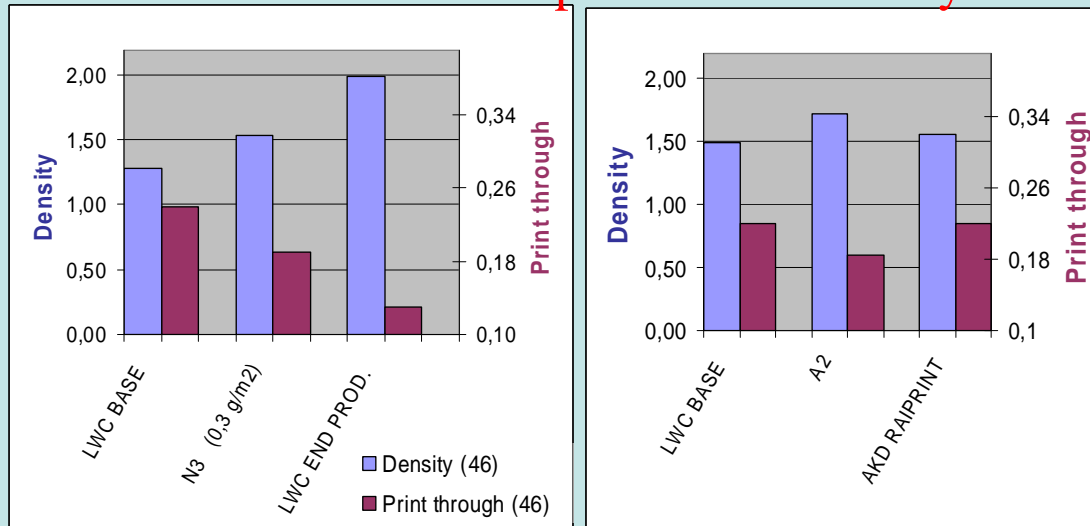 Density
2,00
1,50
1,00
0,50
0,00
0,34
0,26
0,18
0,10
Print through
LWC BASE
N3 (0,3 g/m2)
LWC END PROD.
Density (46)
Print through (46)
Density
2,00
1,50
1,00
0,50
0,00
0,34
0,26
0,18
0,1
Print through
LWC BASE
A2
AKD RAIPRINT